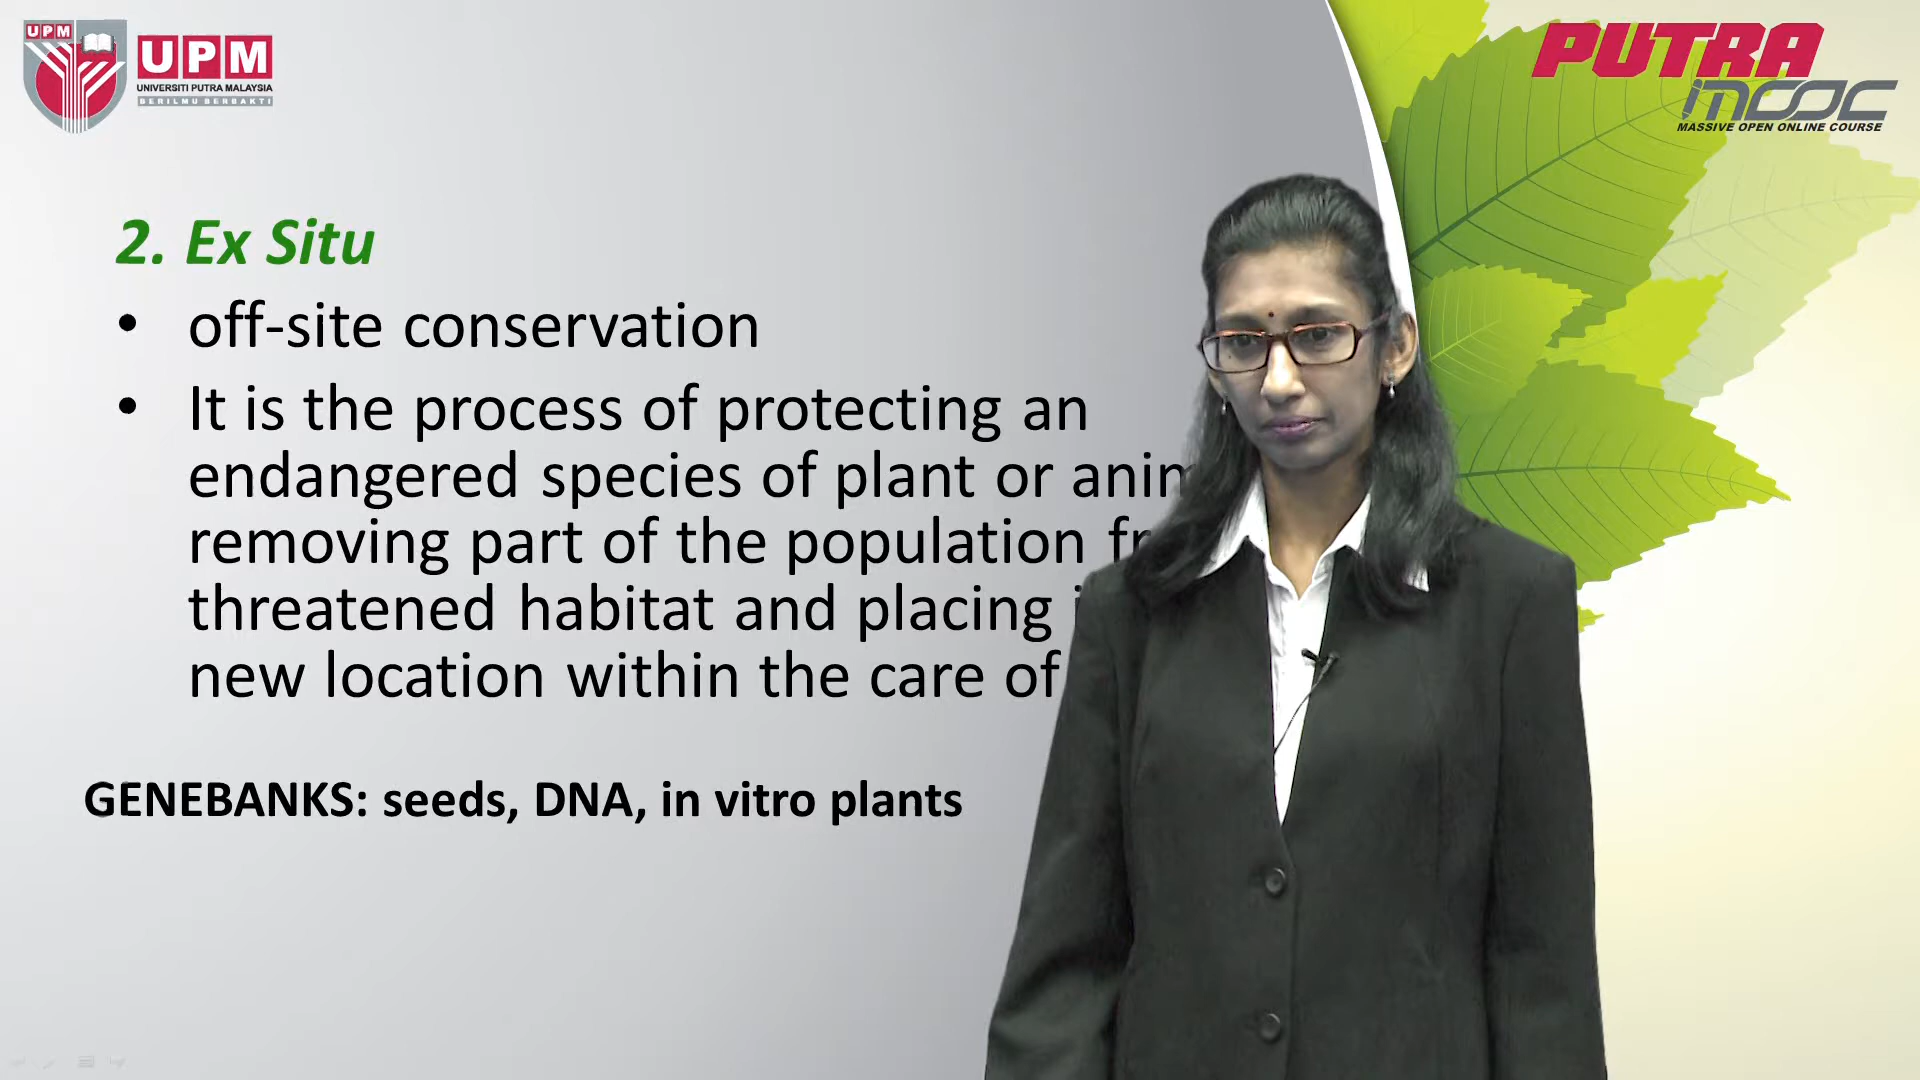 UPM
UPM
UNIVERSITI PUTRA MALAYSIA
BERILMU BERBAKTI
PUTRA
mooc
MASSIVE OPEN ONLINE COURSE
2. Ex Situ
• off-site conservation
• It is the process of protecting an
endangered species of plant or
removing part of the population
threatened habitat and placing
new location within the care of
GENEBANKS: seeds, DNA, in vitro plants